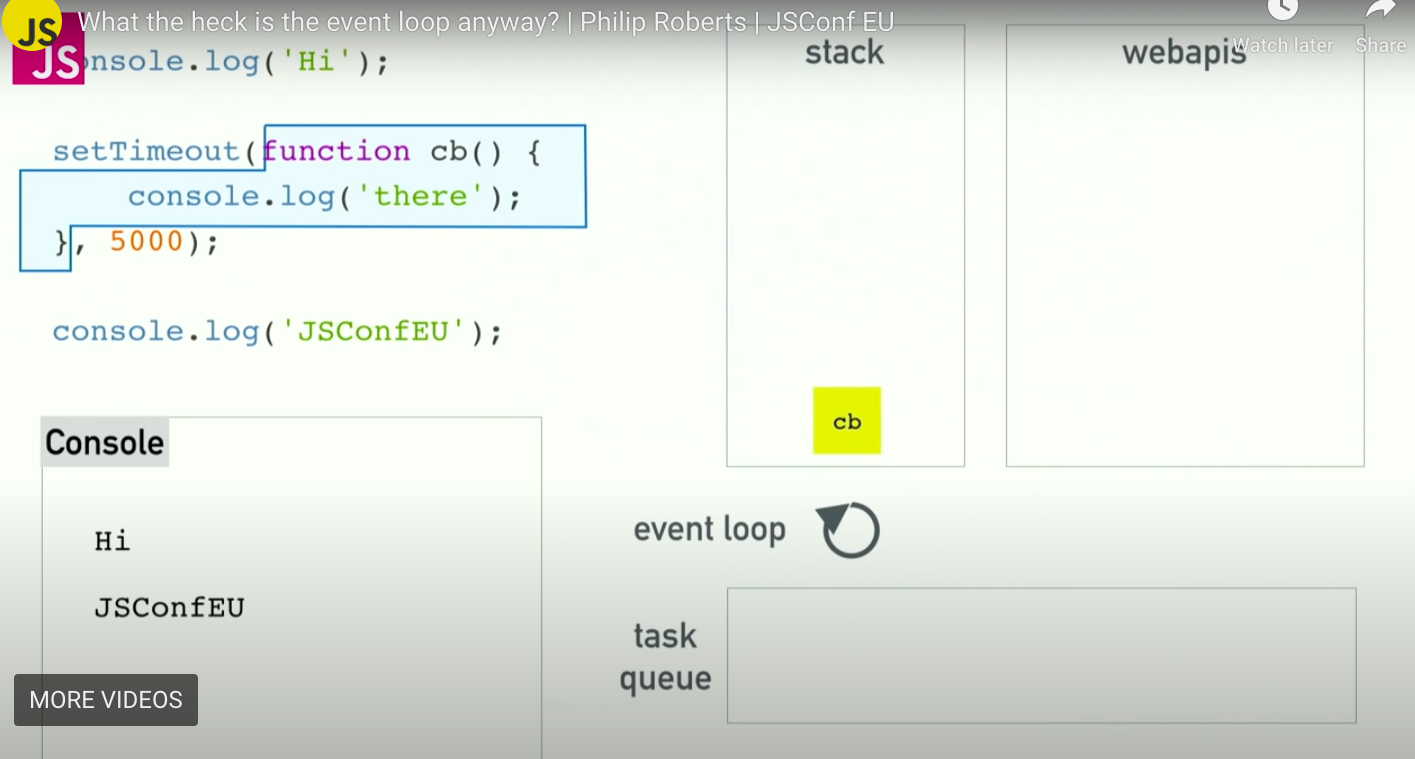 What the heck is the event loop anyway? | Philip Roberts | JSConf EU
JS
JS
Watch later
Share
nsole.log('Hi');
setTimeout(function cb() {
console.log('there');
}, 5000);
console.log('JSConfEU');
Console
Hi
JSConfEU
MORE VIDEOS
stack
cb
webapis
event loop
task
queue